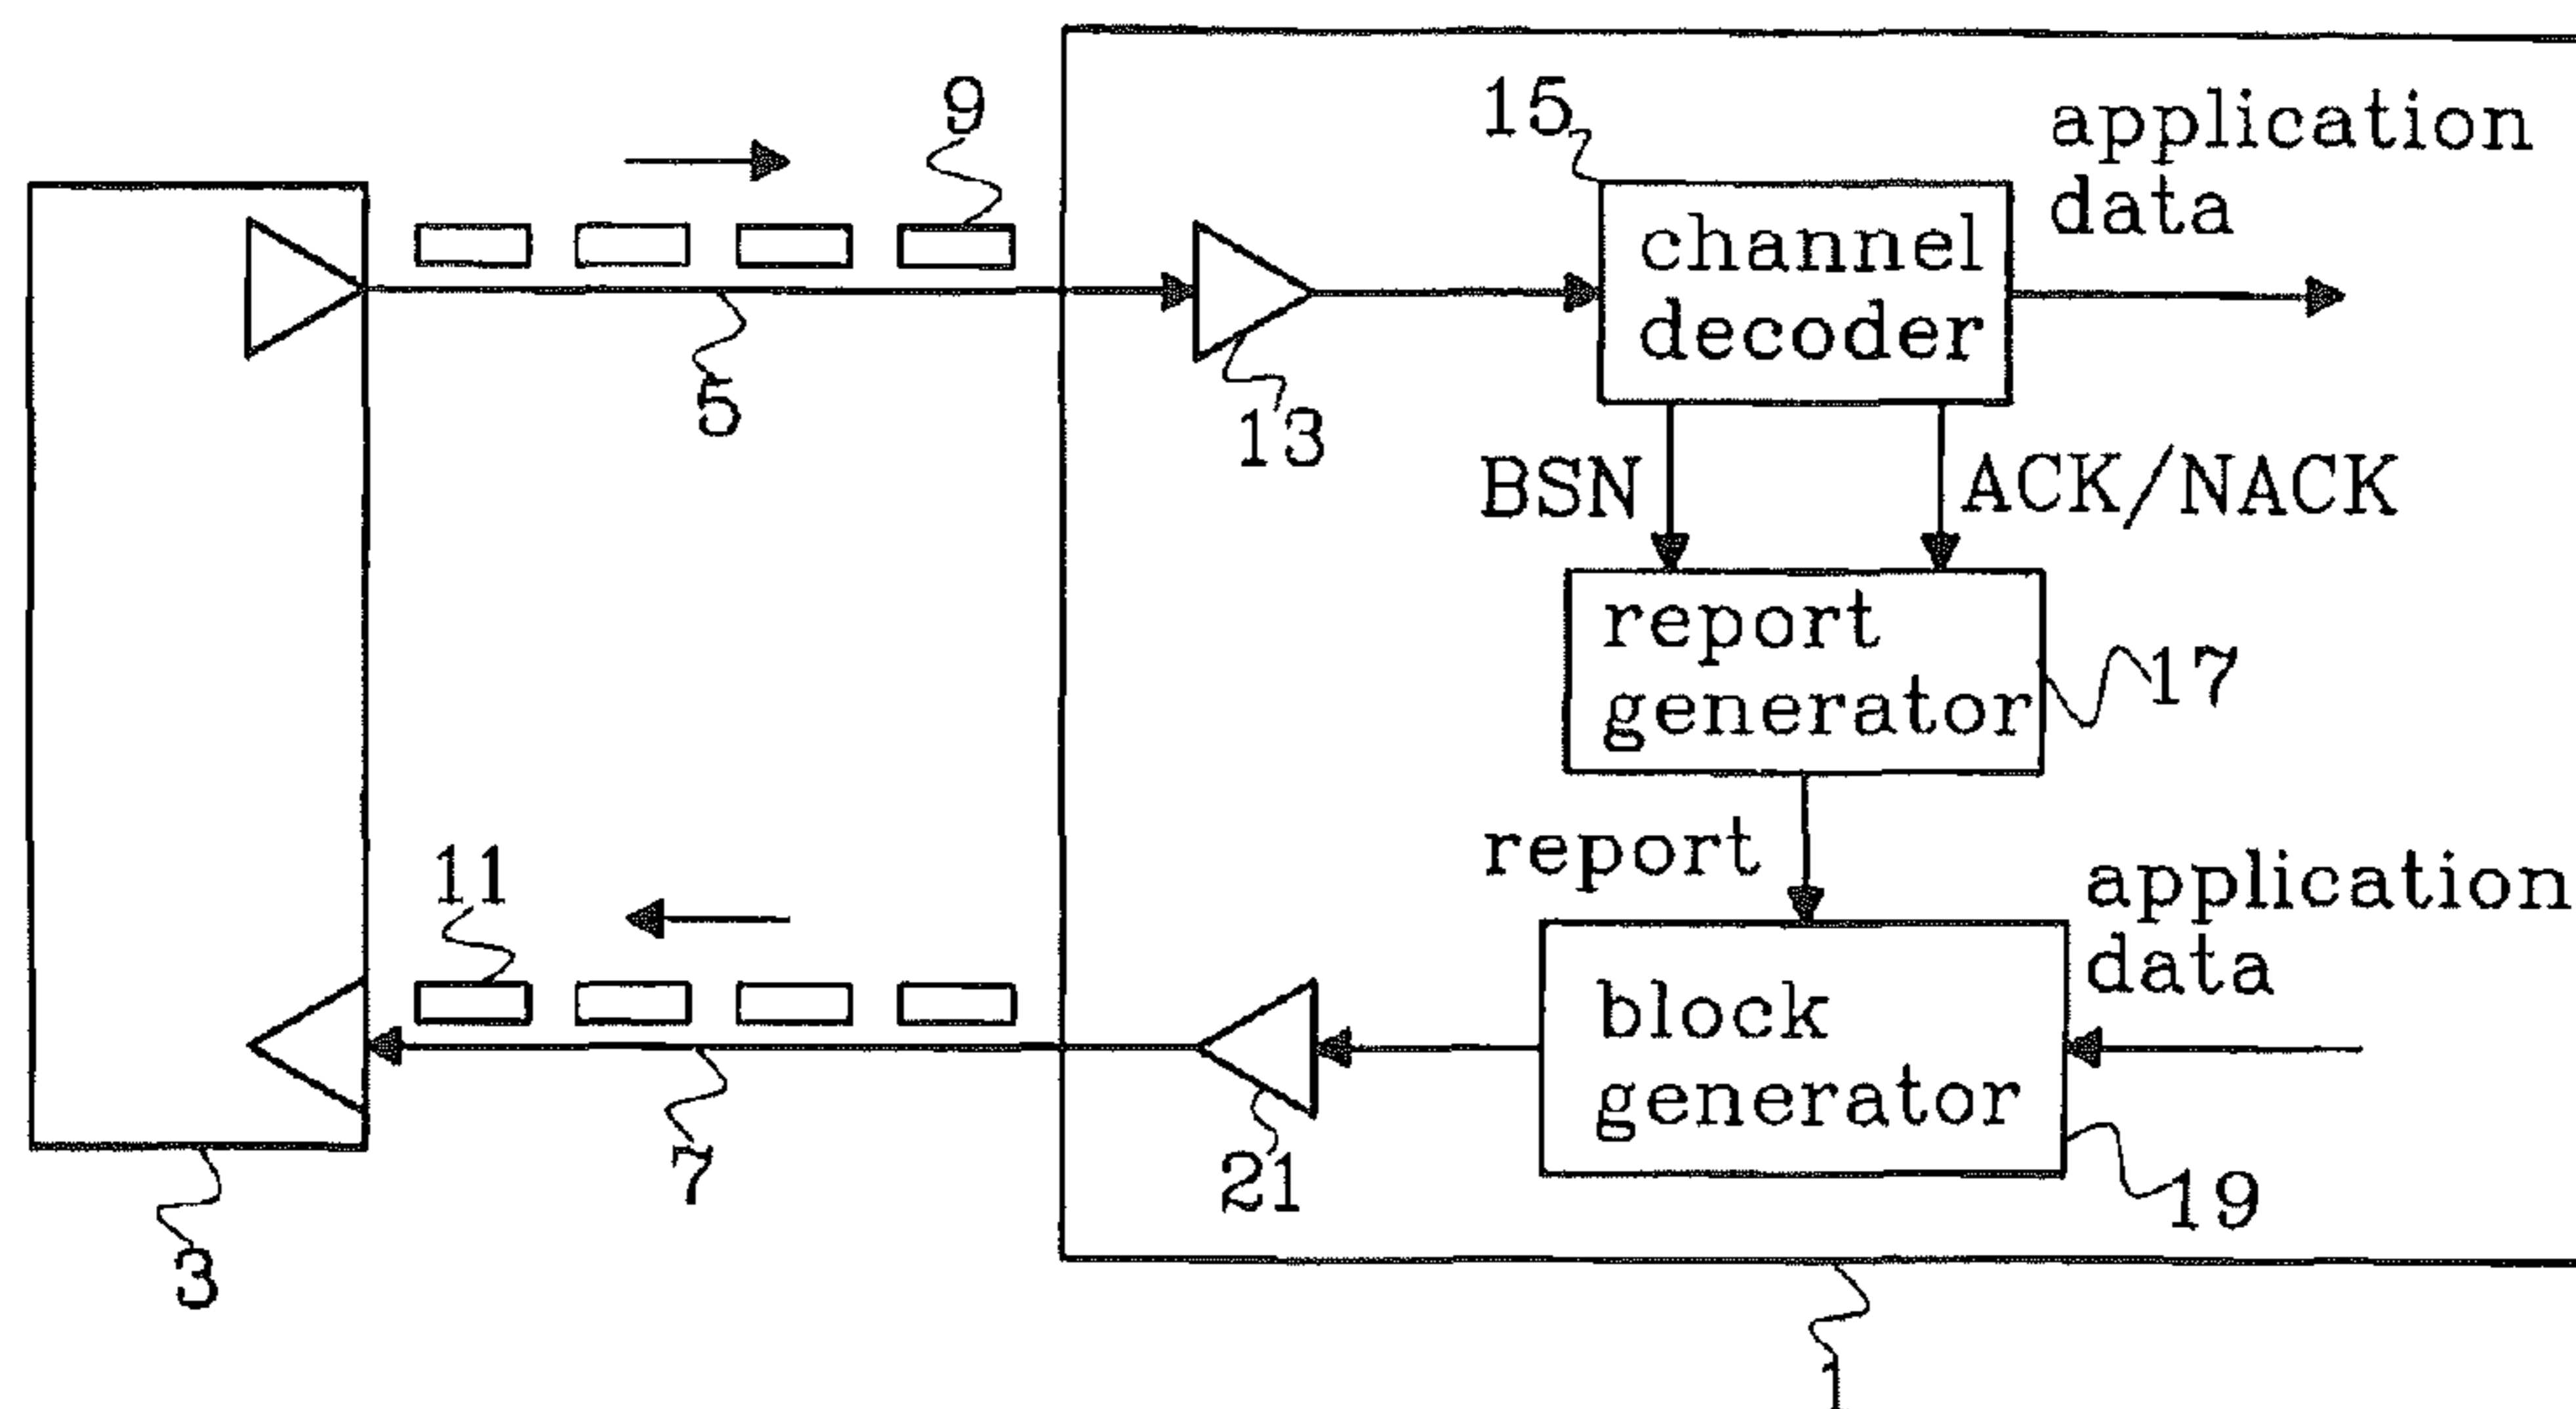 9
15
application
data
channel
decoder
5
13
BSN
ACK/NACK
report
generator
17
report
11
application
data
block
generator
7
21
19
3
1